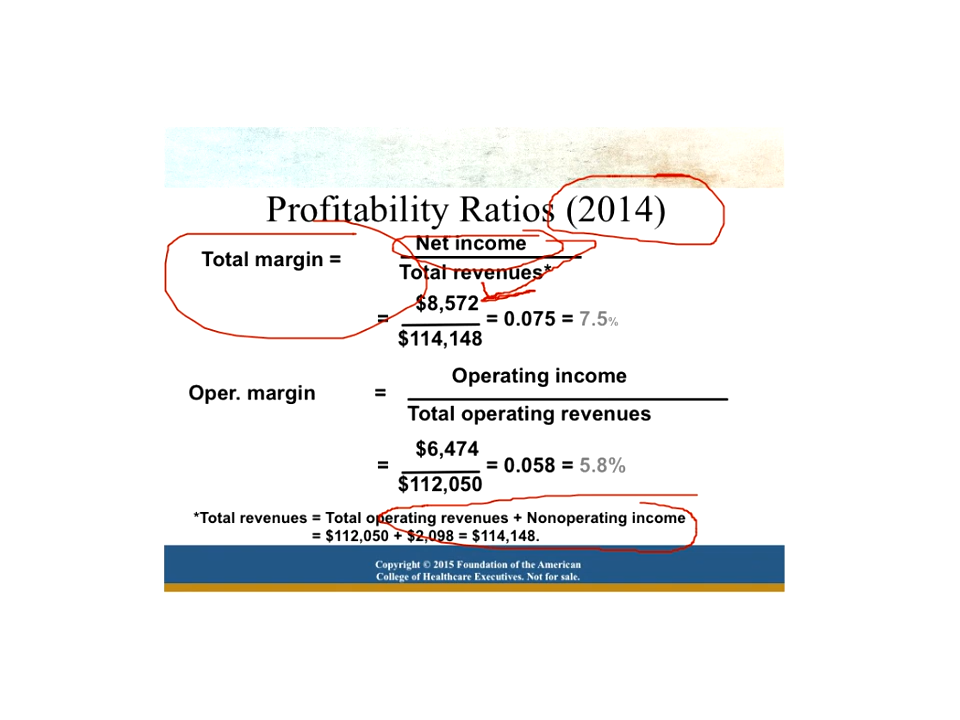 Profitability Ratios (2014)
Total margin =
Net income
Total revenues*
= $8,572 = 0.075 = 7.5%
$114,148
Oper. margin =
Operating income
Total operating revenues
= $6,474 = 0.058 = 5.8%
$112,050
*Total revenues = Total operating revenues + Nonoperating income
= $112,050 + $2,098 = $114,148.
Copyright © 2015 Foundation of the American
College of Healthcare Executives. Not for sale.